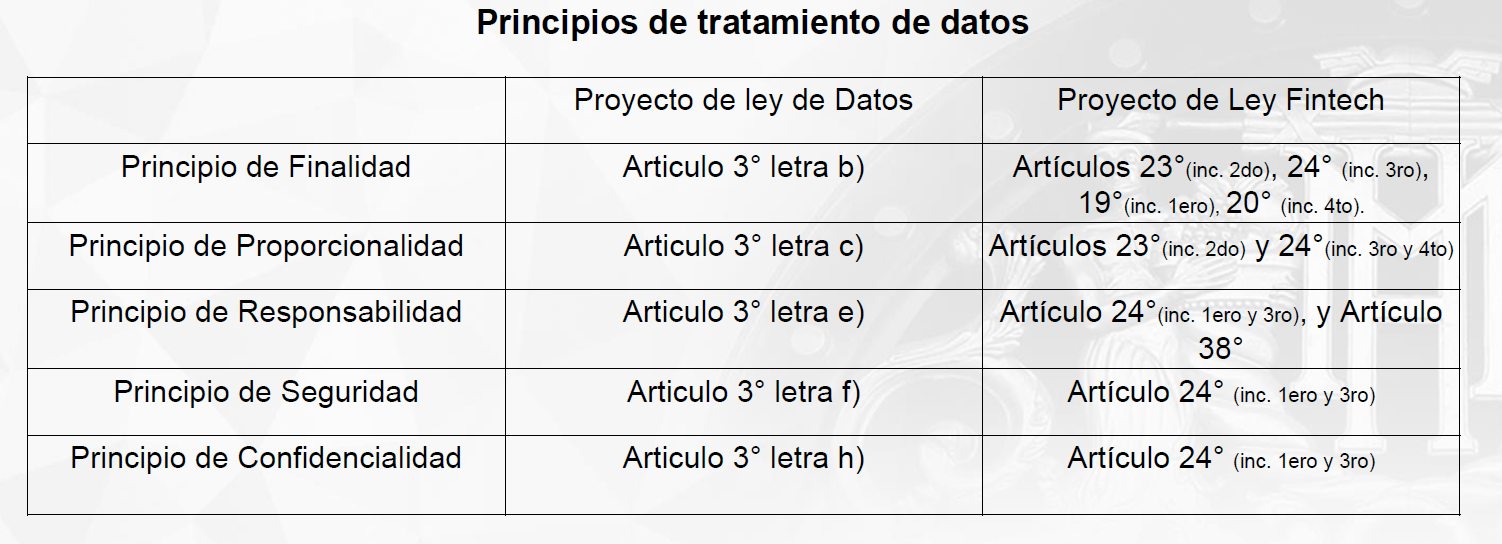 Principios de tratamiento de datos
Proyecto de ley de Datos
Proyecto de Ley Fintech
Principio de Finalidad
Articulo 3° letra b)
Artículos 23°(inc. 2do), 24° (inc. 3ro),
19°(inc. 1ero), 20° (inc. 4to).
Principio de Proporcionalidad
Articulo 3° letra c)
Artículos 23°(inc. 2do) y 24°(inc. 3ro y 4to)
Principio de Responsabilidad
Articulo 3° letra e)
Artículo 24°(inc. 1ero y 3ro), y Artículo
38°
Principio de Seguridad
Articulo 3° letra f)
Artículo 24° (inc. 1ero y 3ro)
Principio de Confidencialidad
Articulo 3° letra h)
Artículo 24° (inc. 1ero y 3ro)